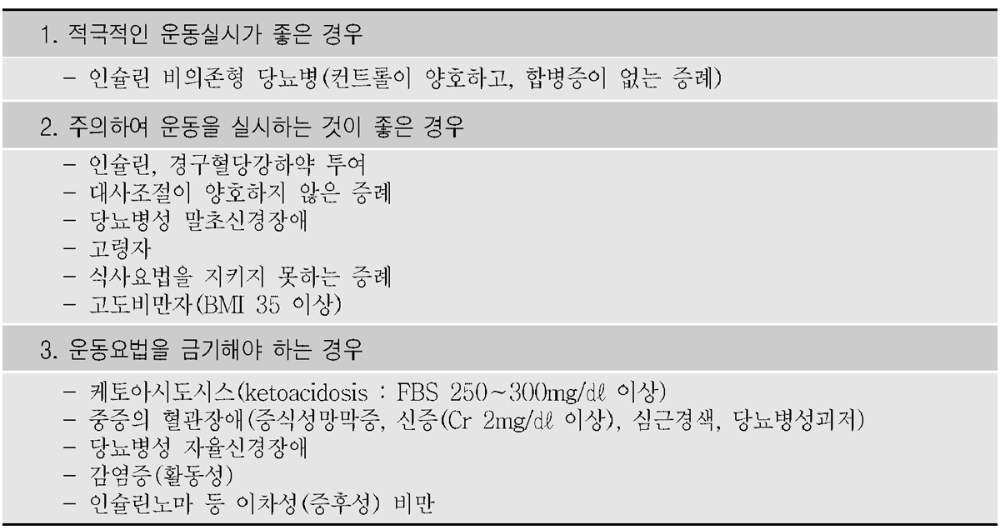 1. 적극적인 운동실시가 좋은 경우
- 인슐린 비의존형 당뇨병(컨트롤이 양호하고, 합병증이 없는 증례)
2. 주의하여 운동을 실시하는 것이 좋은 경우
- 인슐린, 경구혈당강하약 투여
- 대사조절이 양호하지 않은 증례
- 당뇨병성 말초신경장애
- 고령자
- 식사요법을 지키지 못하는 증례
- 고도비만자(BMI 35 이상)
3. 운동요법을 금기해야 하는 경우
- 케토아시도시스(ketoacidosis : FBS 250~300mg/dℓ 이상)
- 중증의 혈관장애(증식성망막증, 신증(Cr 2mg/dℓ 이상), 심근경색, 당뇨병성괴저)
- 당뇨병성 자율신경장애
- 감염증(활동성)
- 인슐린노마 등 이차성(증후성) 비만